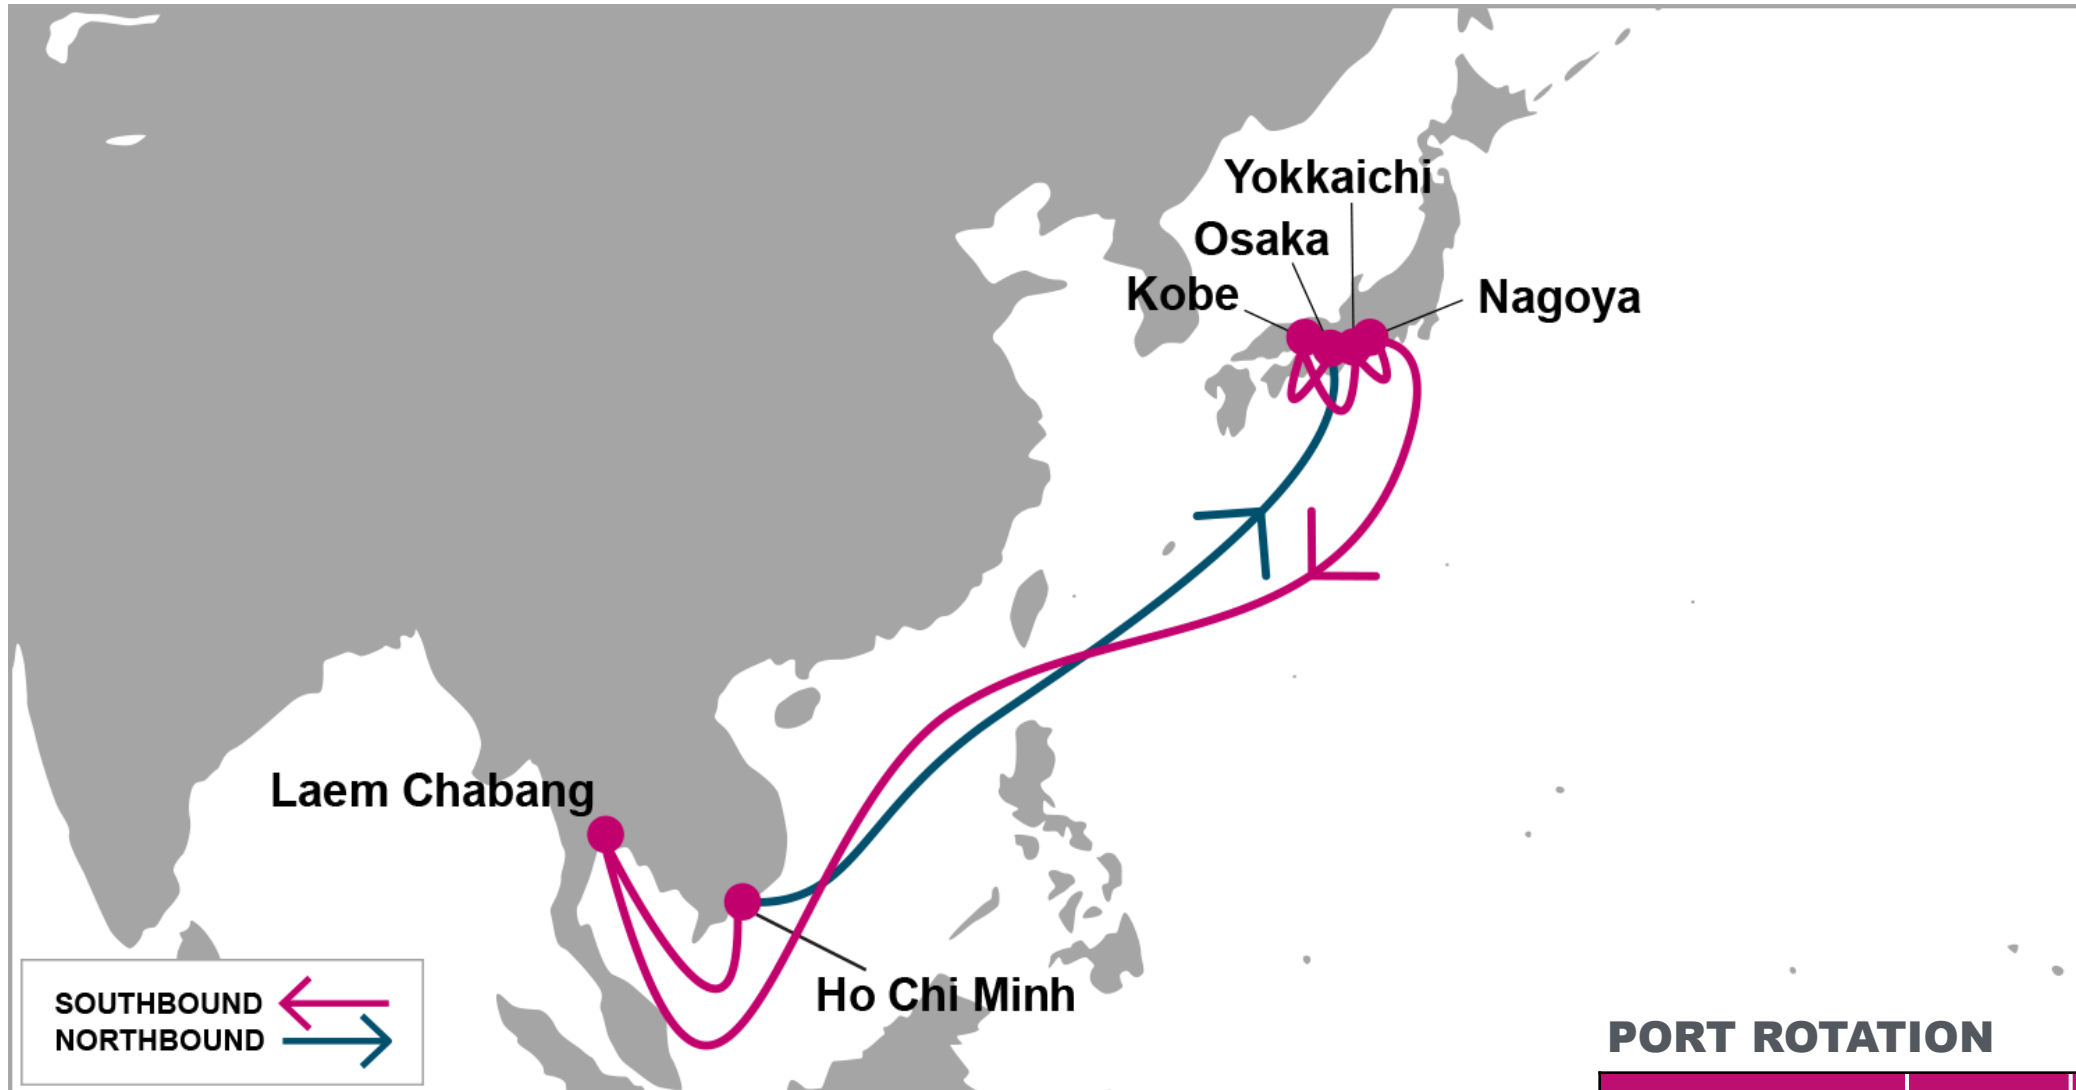 Yokkaichi
Osaka
Kobe
Nagoya
Laem Chabang
Ho Chi Minh
SOUTHBOUND
NORTHBOUND
PORT ROTATION